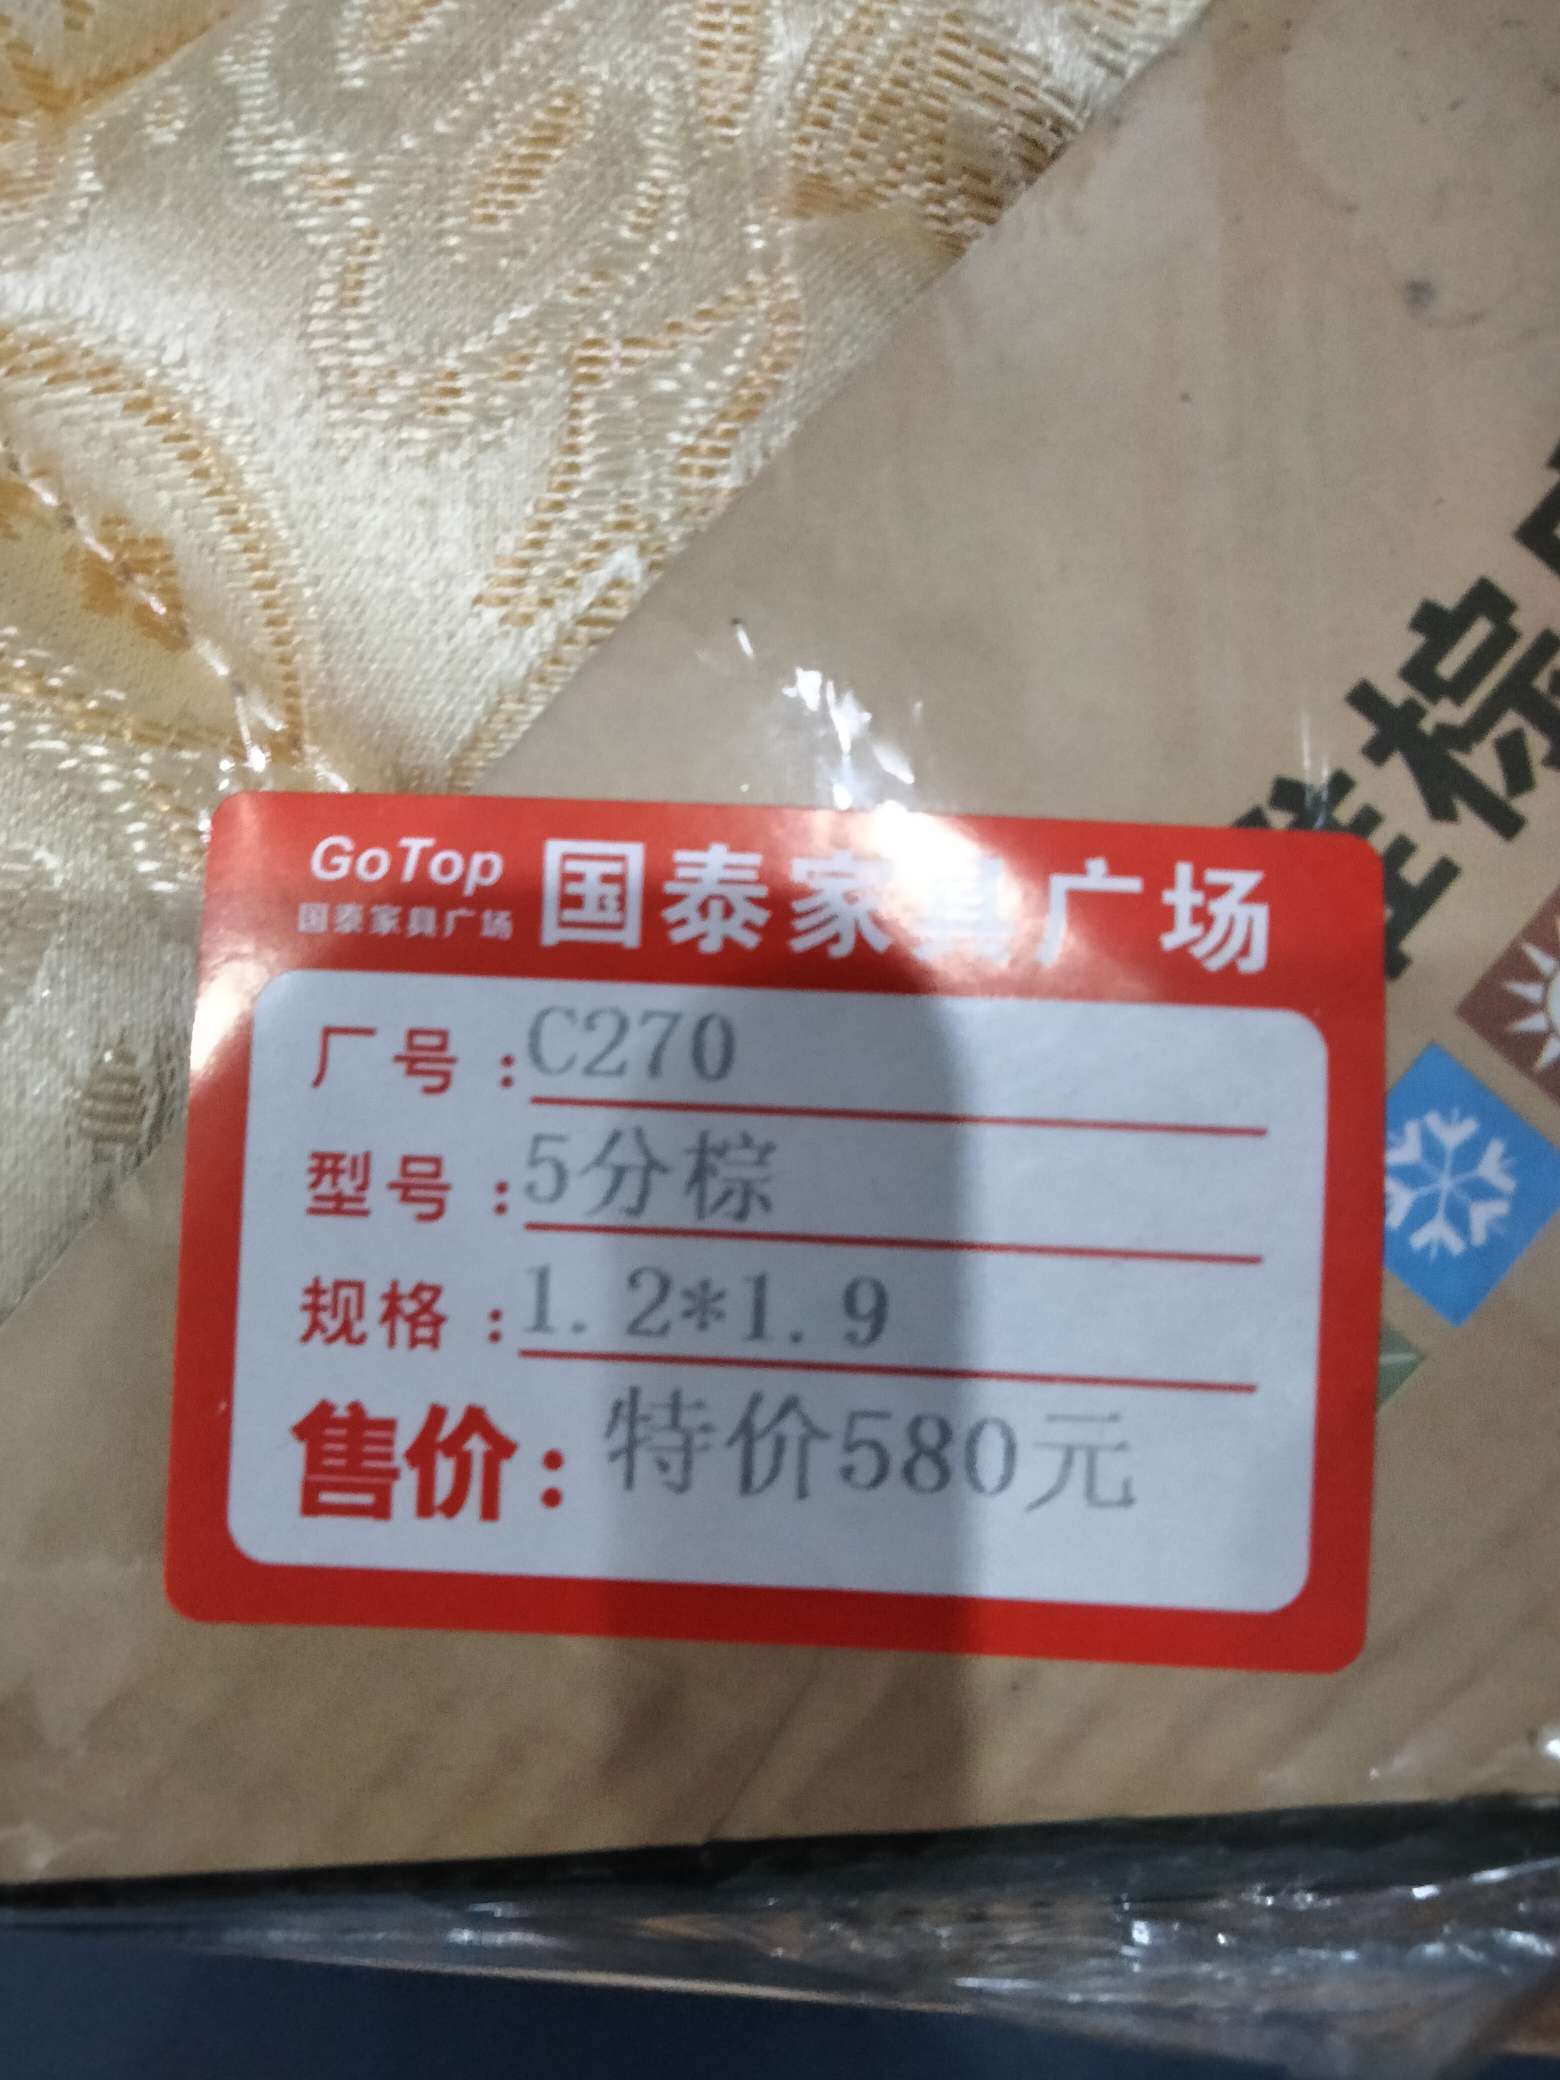 棕
GoTop
国泰家具广场
国泰家具广场
厂号:C270
型号:5分棕
规格:1.2*1.9
售价:特价580元